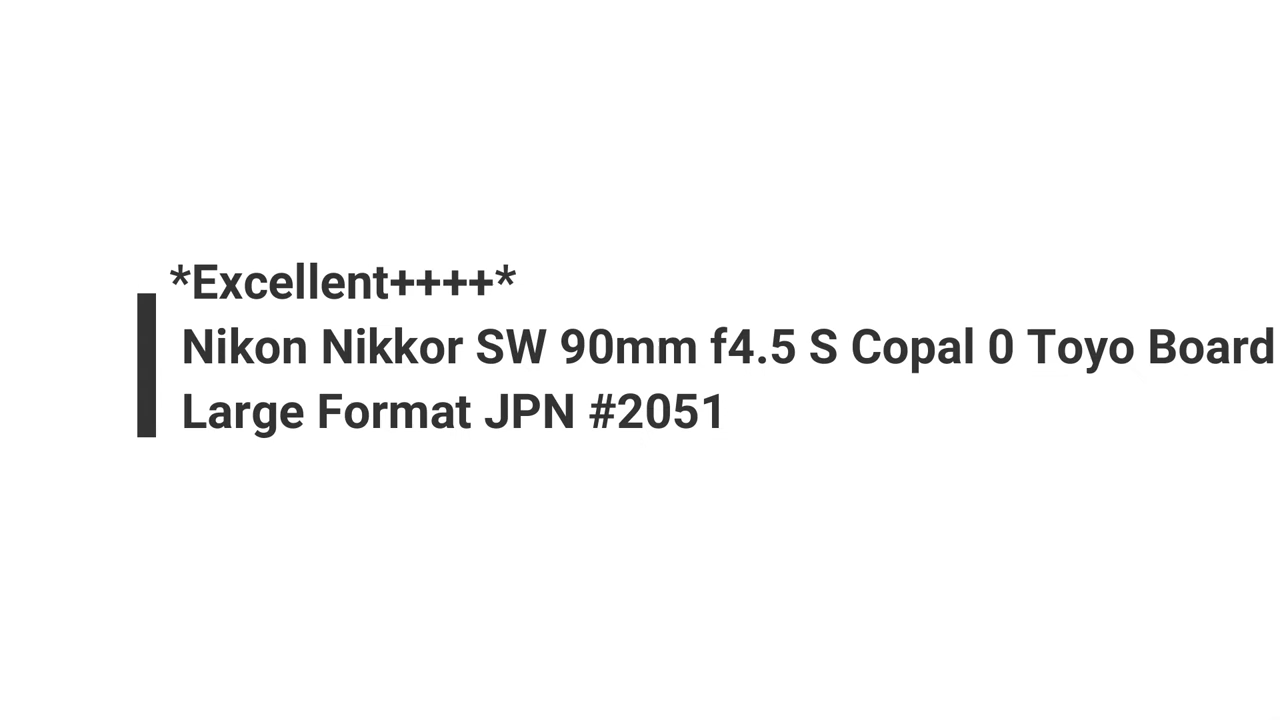 *Excellent++++*
Nikon Nikkor SW 90mm f4.5 S Copal 0 Toyo Board
Large Format JPN #2051